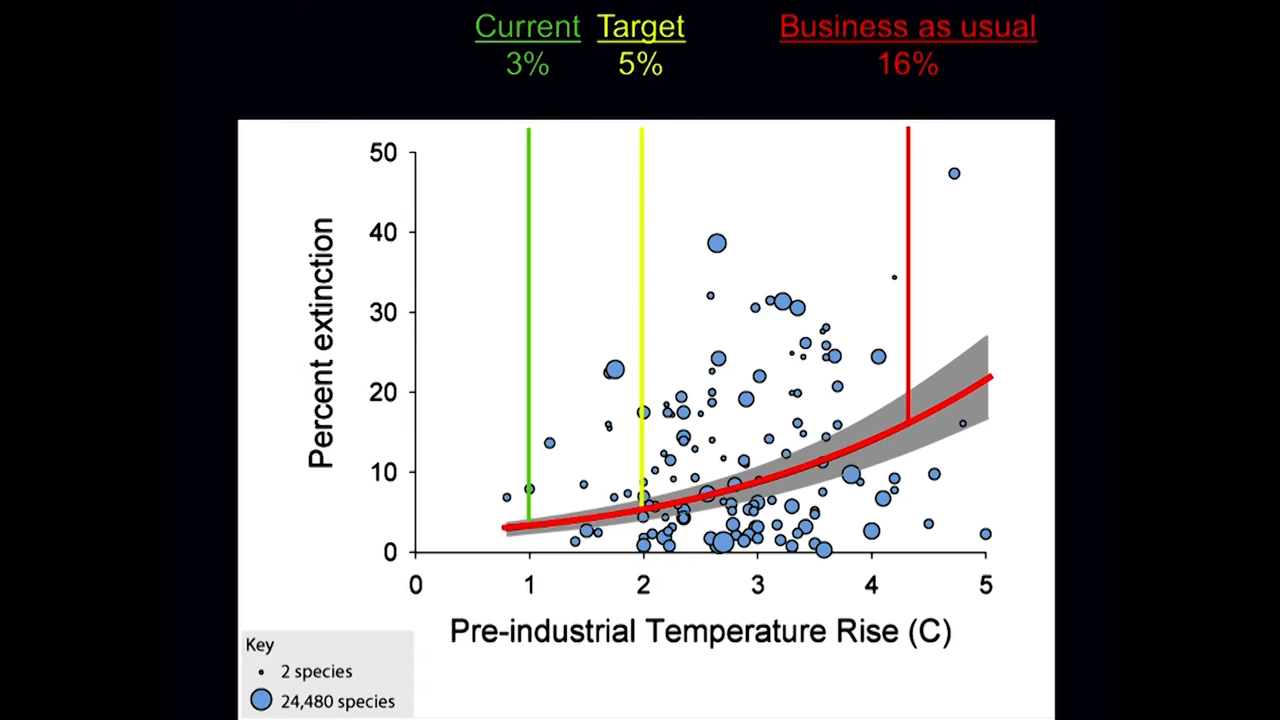 Current Target Business as usual
3% 5% 16%
50
40
30
20
10
0
Percent extinction
0 1 2 3 4 5
Pre-industrial Temperature Rise (C)
Key
2 species
24,480 species